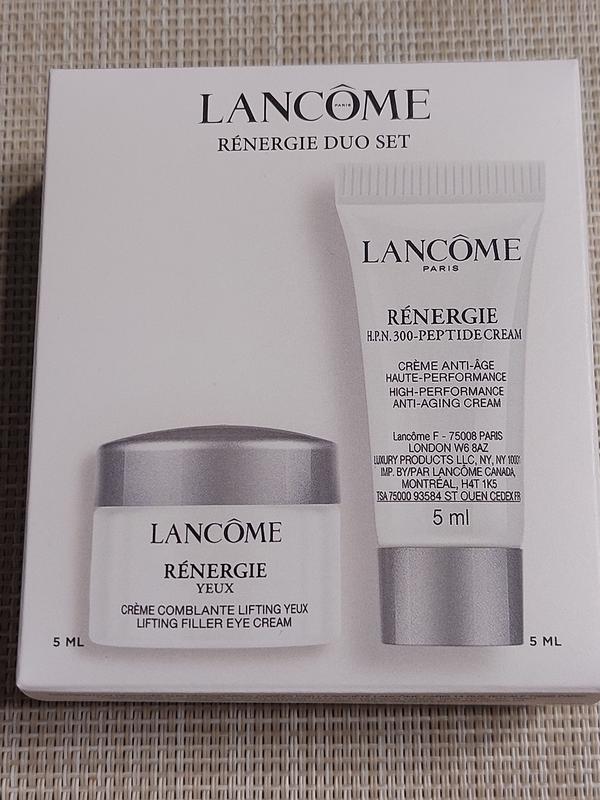 LANCÔME
PARIS
RÉNERGIE DUO SET
LANCÔME
PARIS
RÉNERGIE
H.P.N. 300-PEPTIDE CREAM
CRÈME ANTI-ÂGE
HAUTE-PERFORMANCE
HIGH-PERFORMANCE
ANTI-AGING CREAM
Lancôme F - 75008 PARIS
LONDON W6 8AZ
LUXURY PRODUCTS LLC, NY, NY 10001
IMP. BY/PAR LANCÔME CANADA,
MONTRÉAL, H4T 1K5
TSA 75000 93584 ST OUEN CEDEX FR
5 ml
5 ML
LANCÔME
RÉNERGIE
YEUX
CRÈME COMBLANTE LIFTING YEUX
LIFTING FILLER EYE CREAM
5 ML